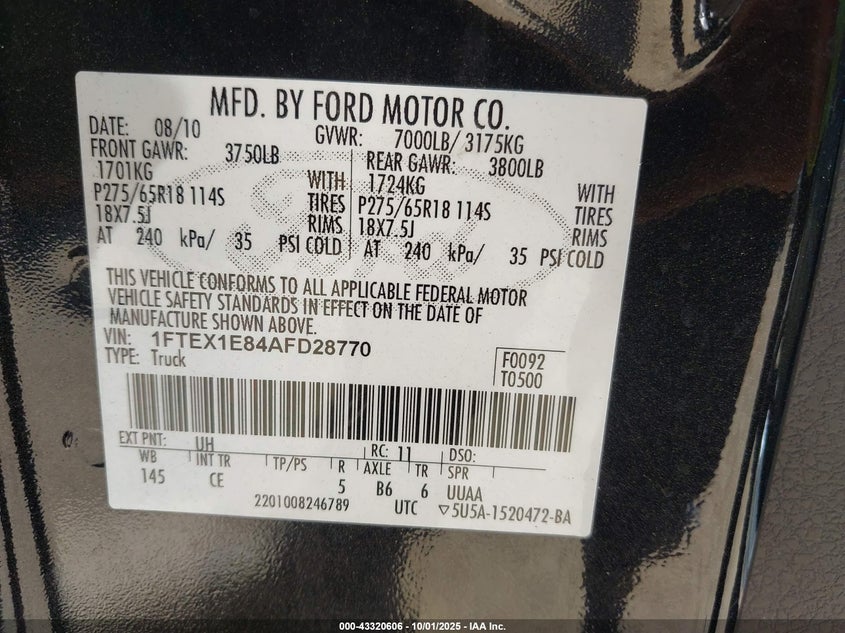 MFD. BY FORD MOTOR CO.
DATE: 08/10 GVWR: 7000LB/ 3175KG
FRONT GAWR: 3750LB REAR GAWR: 3800LB
1701KG WITH 1724KG WITH
P275/65R18 114S TIRES P275/65R18 114S TIRES
18X7.5J RIMS 18X7.5J RIMS
AT 240 kPa/ 35 PSI COLD AT 240 kPa/ 35 PSI COLD
THIS VEHICLE CONFORMS TO ALL APPLICABLE FEDERAL MOTOR
VEHICLE SAFETY STANDARDS IN EFFECT ON THE DATE OF
MANUFACTURE SHOWN ABOVE.
VIN: 1FTEX1E84AFD28770
TYPE: Truck
F0092
T0500
EXT PNT: UH RC: 11 DSO:
WB INT TR TP/PS R AXLE TR SPR
145 CE 5 B6 6 UUAA
2201008246789 UTC ▽5U5A-1520472-BA
000-43320606 - 10/01/2025 - IAA Inc.